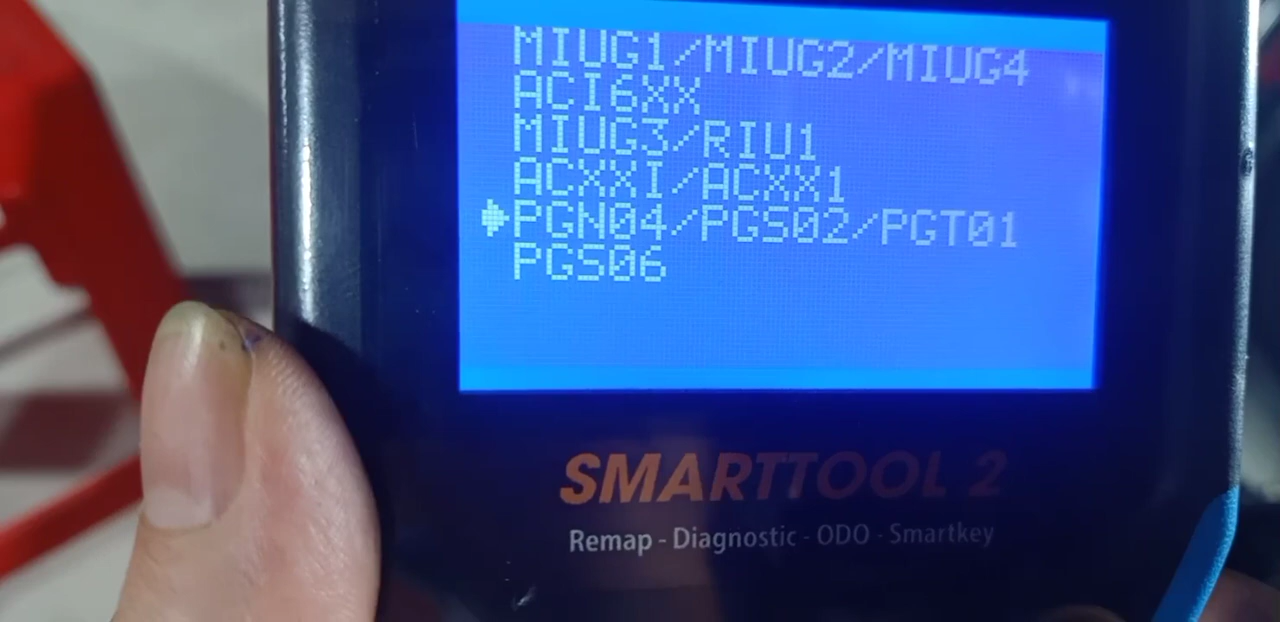 MIUG1/MIUG2/MIUG4
ACI6XX
MIUG3/RIU1
ACXXI/ACXX1
PGN04/PGS02/PGT01
PGS06
SMARTTOOL 2
Remap - Diagnostic - ODO - Smartkey